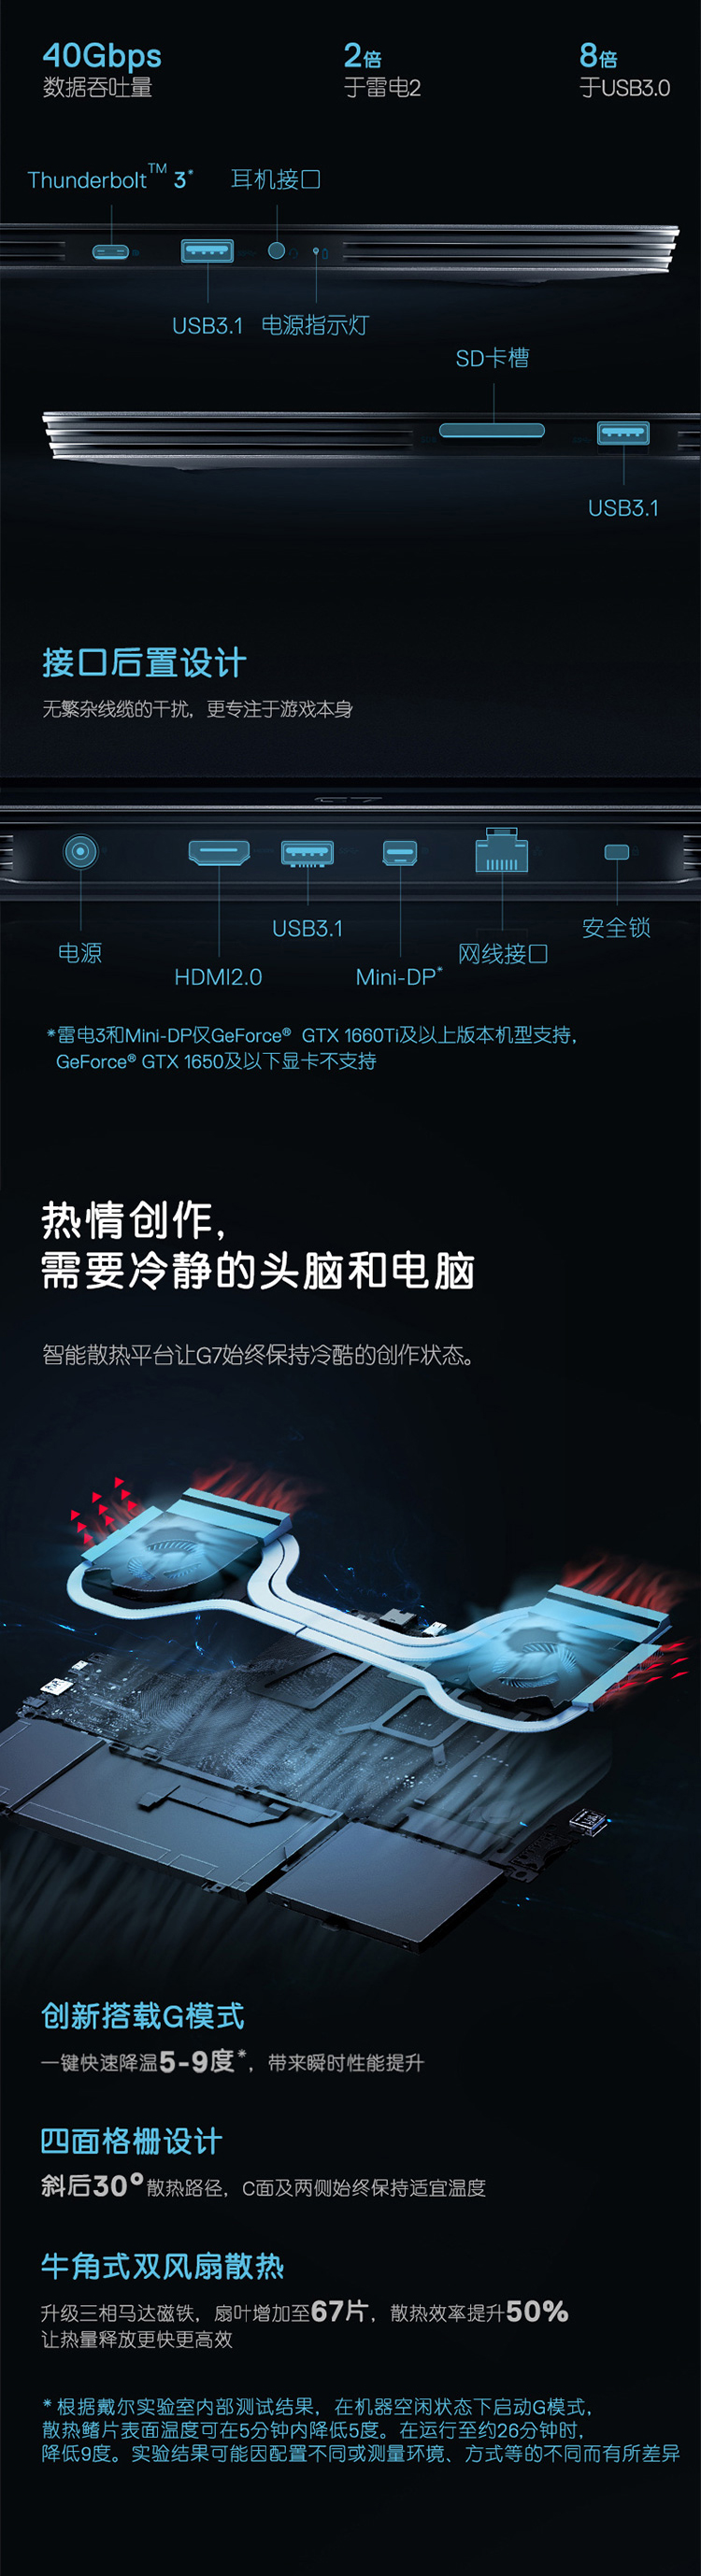 40Gbps
数据吞吐量
2倍
于雷电2
8倍
于USB3.0
Thunderbolt™ 3*
耳机接口
USB3.1
电源指示灯
SD卡槽
USB3.1
接口后置设计
无繁杂线缆的干扰，更专注于游戏本身
G7
USB3.1
安全锁
电源
网线接口
HDMI2.0
Mini-DP*
*雷电3和Mini-DP仅GeForce® GTX 1660Ti及以上版本机型支持，
GeForce® GTX 1650及以下显卡不支持
热情创作，
需要冷静的头脑和电脑
智能散热平台让G7始终保持冷酷的创作状态。
创新搭载G模式
一键快速降温5-9度*，带来瞬时性能提升
四面格栅设计
斜后30°散热路径，C面及两侧始终保持适宜温度
牛角式双风扇散热
升级三相马达磁铁，扇叶增加至67片，散热效率提升50%
让热量释放更快更高效
* 根据戴尔实验室内部测试结果，在机器空闲状态下启动G模式，
散热鳍片表面温度可在5分钟内降低5度。在运行至约26分钟时，
降低9度。实验结果可能因配置不同或测量环境、方式等的不同而有所差异